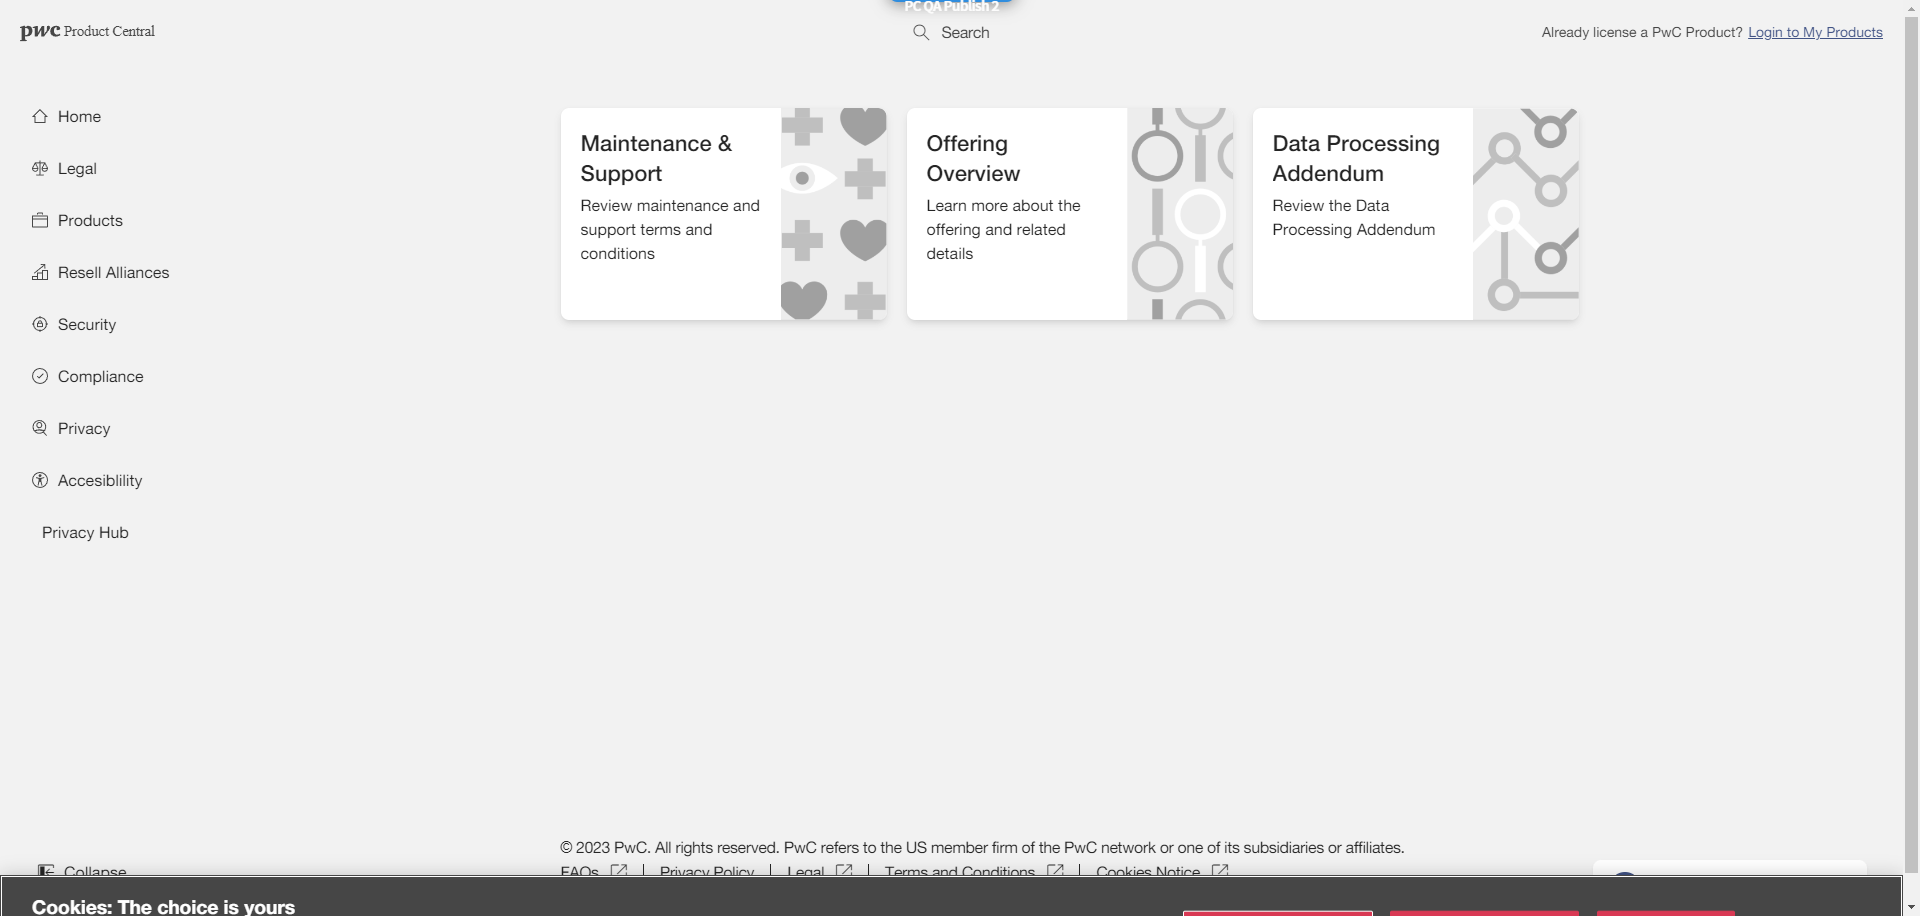 PC QA Publish 2
pwc Product Central
Search
Already license a PwC Product? Login to My Products
Home
Legal
Products
Resell Alliances
Security
Compliance
Privacy
Accesiblility
Privacy Hub
Maintenance &
Support
Review maintenance and
support terms and
conditions
Offering
Overview
Learn more about the
offering and related
details
Data Processing
Addendum
Review the Data
Processing Addendum
© 2023 PwC. All rights reserved. PwC refers to the US member firm of the PwC network or one of its subsidiaries or affiliates.
Collapse
FAQs | Privacy Policy | Legal | Terms and Conditions | Cookies Notice
Cookies: The choice is yours